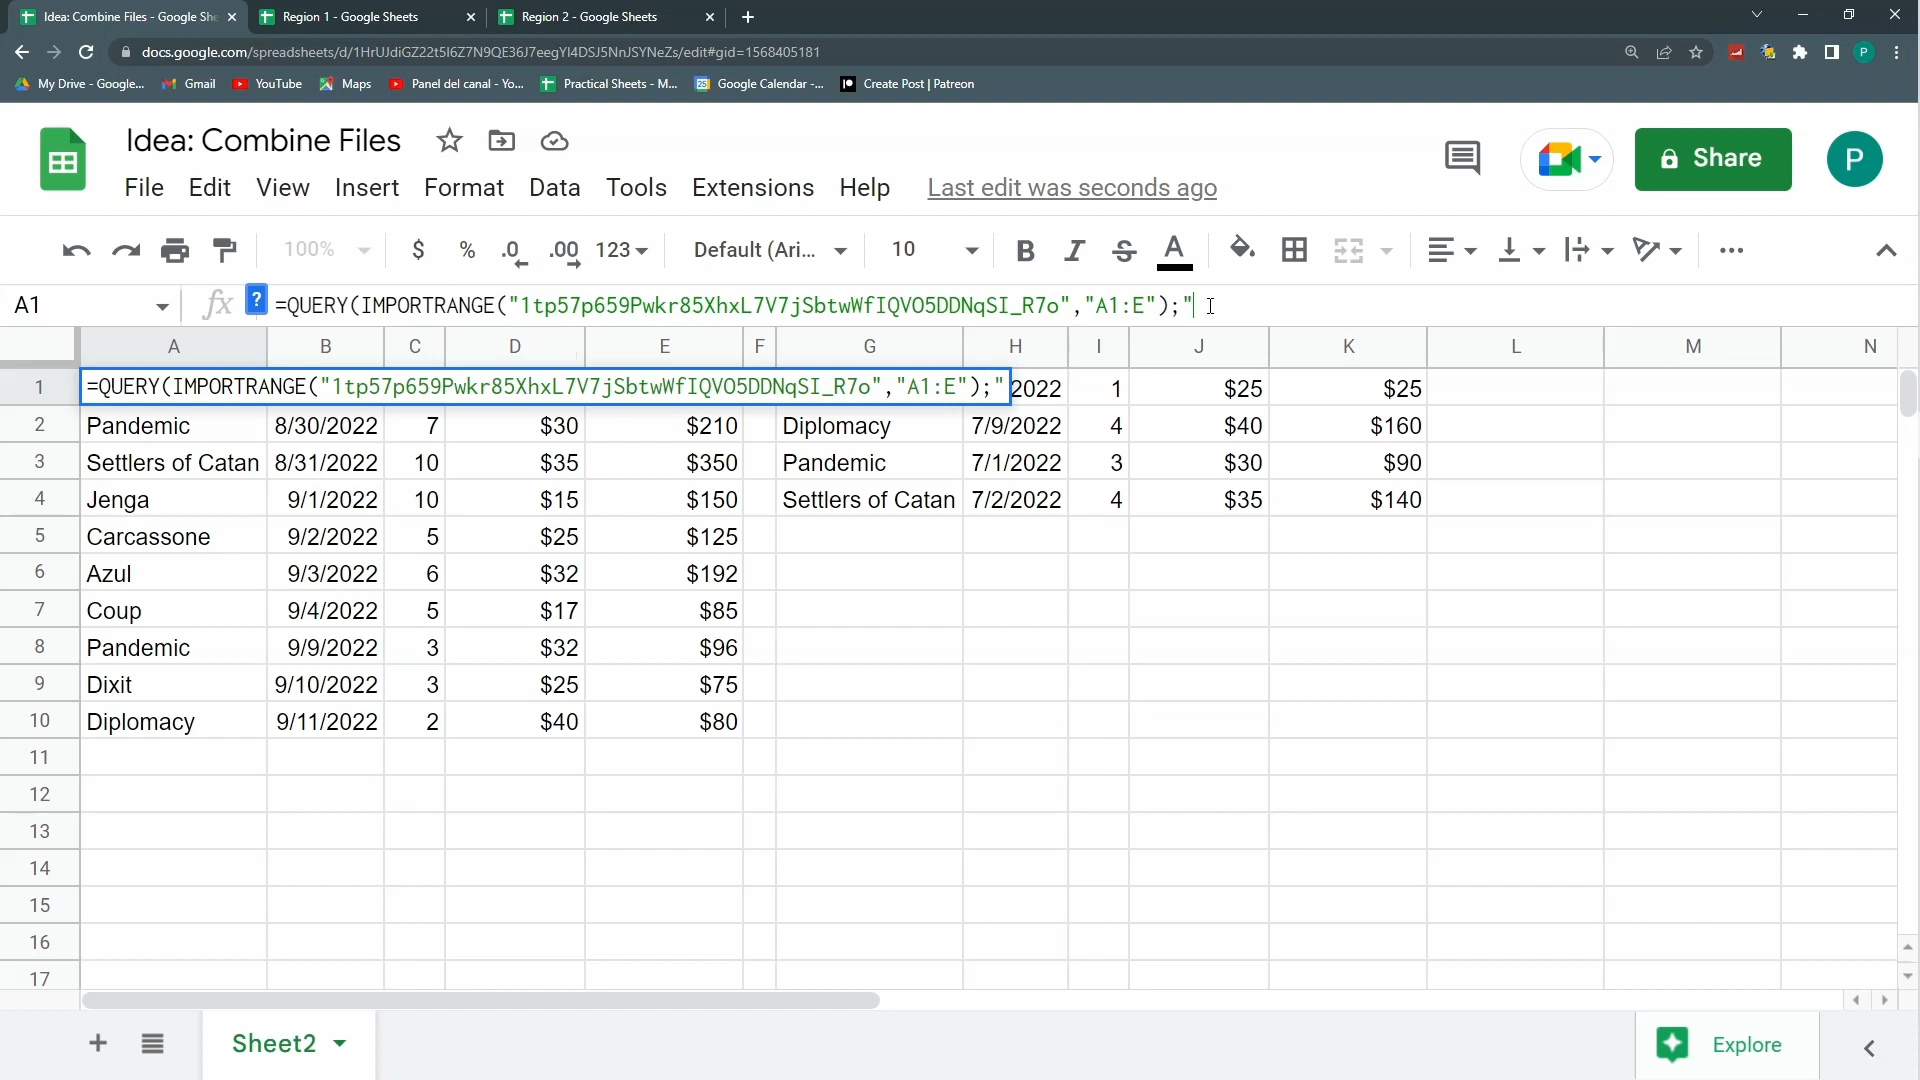 Idea: Combine Files - Google She
Region 1 - Google Sheets
Region 2 - Google Sheets
docs.google.com/spreadsheets/d/1HrUJdiGZ22t5I6Z7N9QE36J7eegYI4DSJ5NnJSYNeZs/edit#gid=1568405181
My Drive - Google...
Gmail
YouTube
Maps
Panel del canal - Yo...
Practical Sheets - M...
Google Calendar -...
Create Post | Patreon
P
Idea: Combine Files
File Edit View Insert Format Data Tools Extensions Help Last edit was seconds ago
Share
P
100% $ % .0 .00 123 Default (Ari... 10 B I S A
A1 fx ? =QUERY(IMPORTRANGE("1tp57p659Pwkr85XhxL7V7jSbtwWfIQVO5DDNqSI_R7o","A1:E");"
A B C D E F G H I J K L M N
1 =QUERY(IMPORTRANGE("1tp57p659Pwkr85XhxL7V7jSbtwWfIQVO5DDNqSI_R7o","A1:E");" 2022 1 $25 $25
2 Pandemic 8/30/2022 7 $30 $210 Diplomacy 7/9/2022 4 $40 $160
3 Settlers of Catan 8/31/2022 10 $35 $350 Pandemic 7/1/2022 3 $30 $90
4 Jenga 9/1/2022 10 $15 $150 Settlers of Catan 7/2/2022 4 $35 $140
5 Carcassone 9/2/2022 5 $25 $125
6 Azul 9/3/2022 6 $32 $192
7 Coup 9/4/2022 5 $17 $85
8 Pandemic 9/9/2022 3 $32 $96
9 Dixit 9/10/2022 3 $25 $75
10 Diplomacy 9/11/2022 2 $40 $80
11
12
13
14
15
16
17
Sheet2
Explore